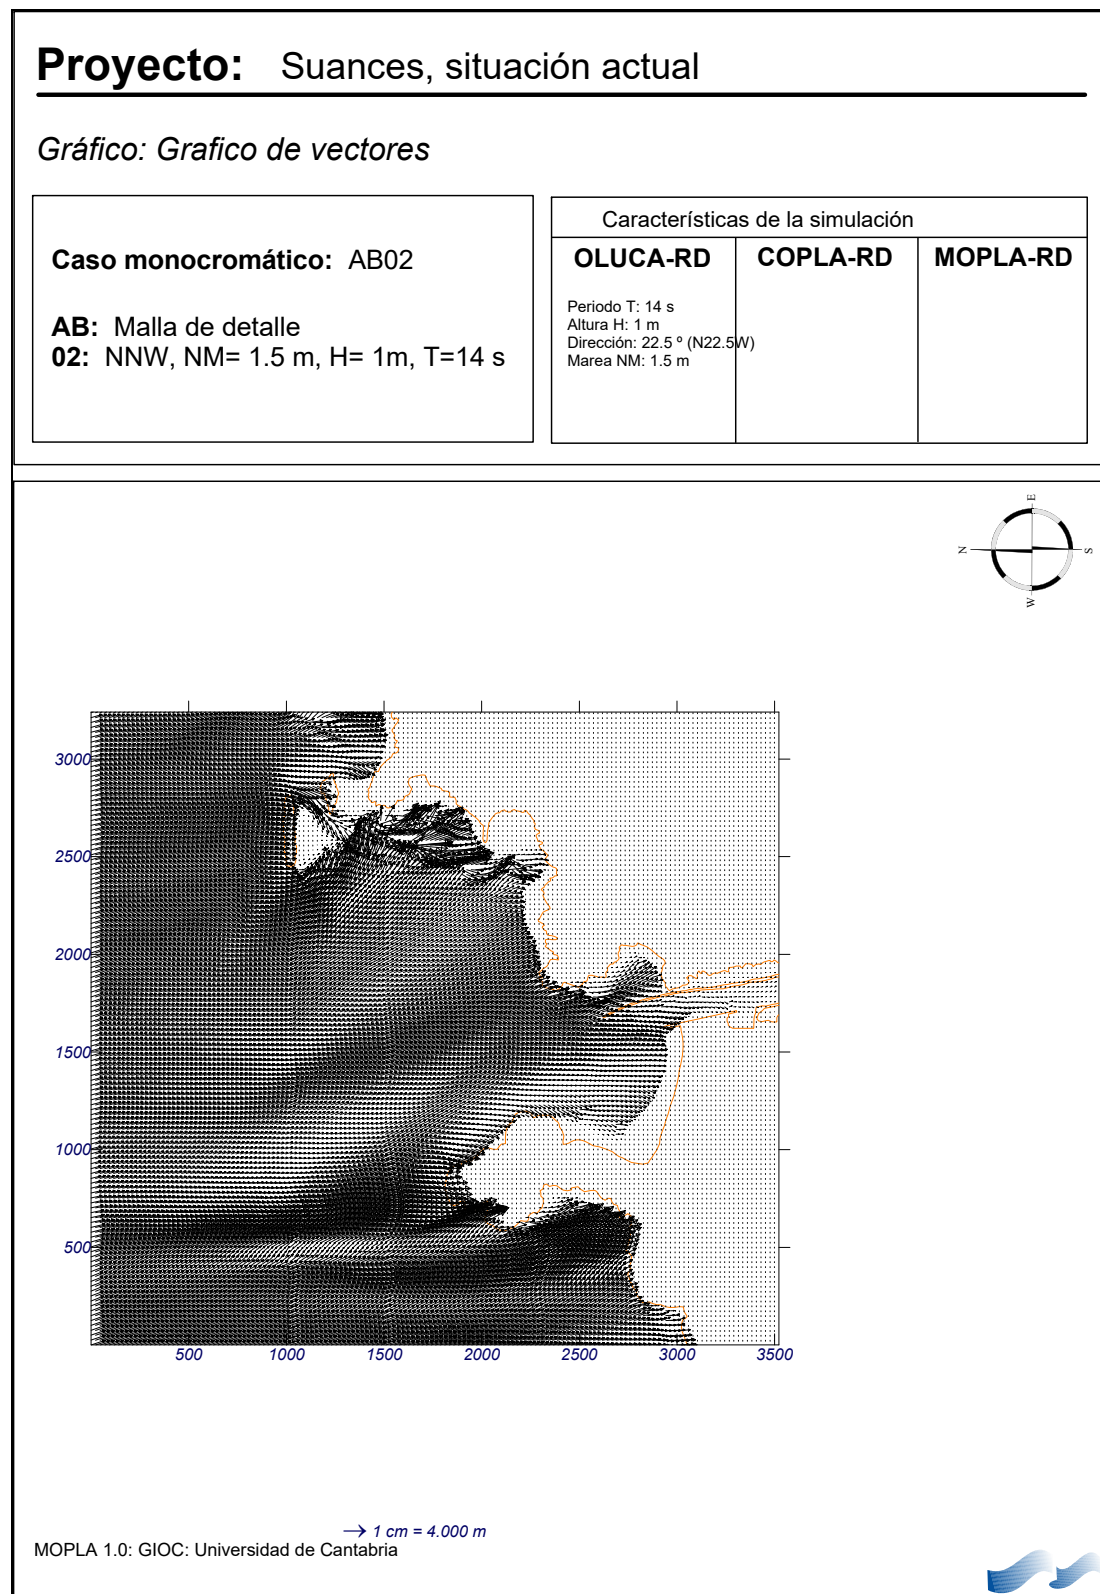 Proyecto: Suances, situación actual
Gráfico: Grafico de vectores
Caso monocromático: AB02
AB: Malla de detalle
02: NNW, NM= 1.5 m, H= 1m, T=14 s
Características de la simulación
OLUCA-RD COPLA-RD MOPLA-RD
Periodo T: 14 s
Altura H: 1 m
Dirección: 22.5 º (N22.5W)
Marea NM: 1.5 m
E
N S
W
3000
2500
2000
1500
1000
500
500 1000 1500 2000 2500 3000 3500
1 cm = 4.000 m
MOPLA 1.0: GIOC: Universidad de Cantabria